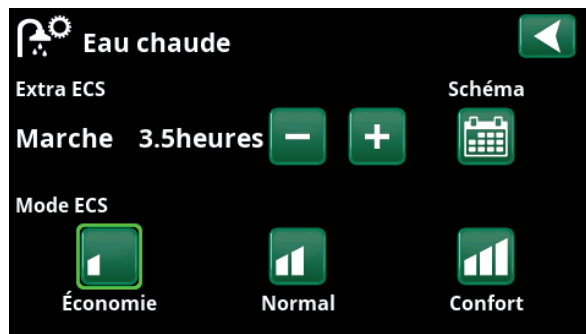 Eau chaude
Extra ECS
Schéma
Marche 3.5heures
Mode ECS
Économie
Normal
Confort